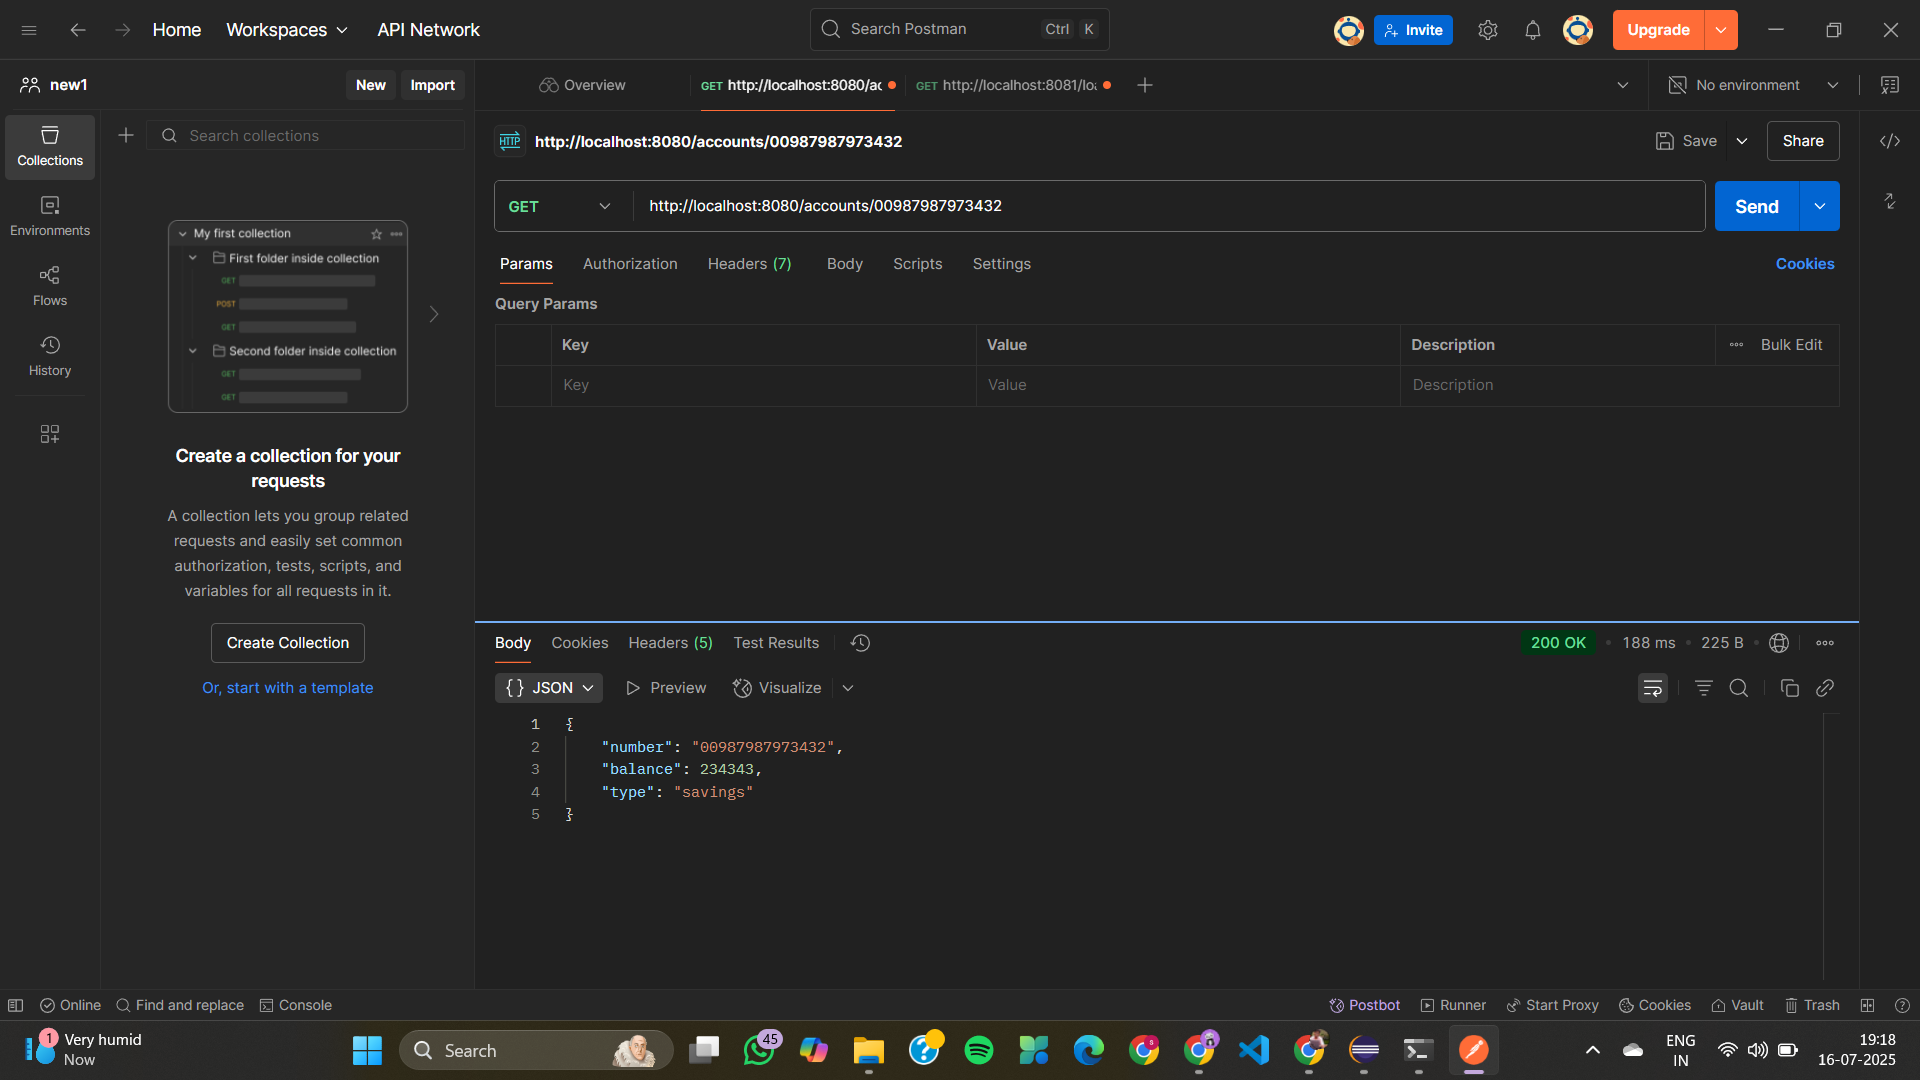 Home
Workspaces
API Network
Search Postman
Ctrl K
Invite
Upgrade
new1
New
Import
Overview
GET http://localhost:8080/ac
GET http://localhost:8081/loa
No environment
Collections
Environments
Flows
History
Search collections
My first collection
First folder inside collection
GET
POST
GET
Second folder inside collection
GET
GET
Create a collection for your
requests
A collection lets you group related
requests and easily set common
authorization, tests, scripts, and
variables for all requests in it.
Create Collection
Or, start with a template
HTTP http://localhost:8080/accounts/00987987973432
Save
Share
GET http://localhost:8080/accounts/00987987973432
Send
Params Authorization Headers (7) Body Scripts Settings
Cookies
Query Params
Key Value Description Bulk Edit
Key Value Description
Body Cookies Headers (5) Test Results
200 OK • 188 ms • 225 B
{} JSON Preview Visualize
1 {
2 "number": "00987987973432",
3 "balance": 234343,
4 "type": "savings"
5 }
Online Find and replace Console
Postbot Runner Start Proxy Cookies Vault Trash
1 Very humid
Now
Search
45
ENG
IN
19:18
16-07-2025